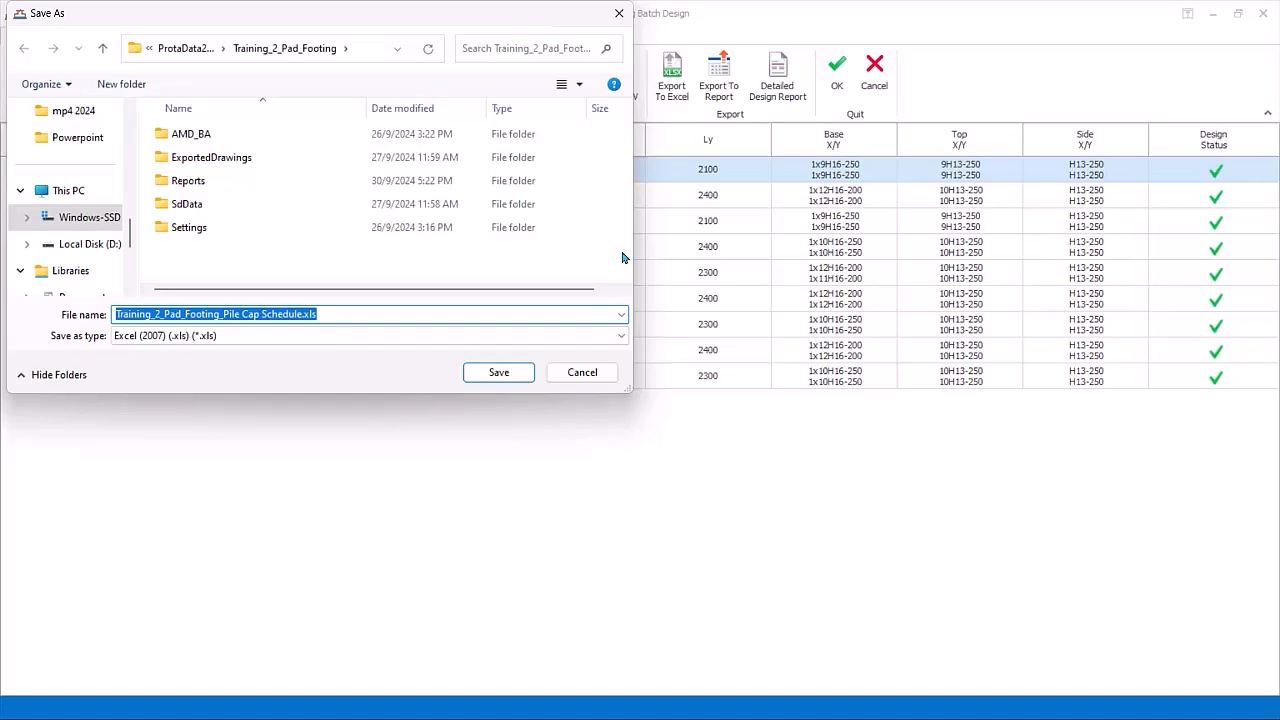 Save As
ng Batch Design
« ProtaData2... › Training_2_Pad_Footing ›
Search Training_2_Pad_Foot...
Organize
New folder
mp4 2024
Powerpoint
This PC
Windows-SSD
Local Disk (D:)
Libraries
Name Date modified Type Size
AMD_BA 26/9/2024 3:22 PM File folder
ExportedDrawings 27/9/2024 11:59 AM File folder
Reports 30/9/2024 5:22 PM File folder
SdData 27/9/2024 11:58 AM File folder
Settings 26/9/2024 3:16 PM File folder
File name: Training_2_Pad_Footing_Pile Cap Schedule.xls
Save as type: Excel (2007) (.xls) (*.xls)
Hide Folders
Save
Cancel
XLSX
Export To Excel
Export To Report
Detailed Design Report
OK
Cancel
Export
Quit
Ly Base X/Y Top X/Y Side X/Y Design Status
2100 1x9H16-250 9H13-250 H13-250
1x9H16-250 9H13-250 H13-250
2400 1x12H16-200 10H13-250 H13-250
1x12H16-200 10H13-250 H13-250
2100 1x9H16-250 9H13-250 H13-250
1x9H16-250 9H13-250 H13-250
2400 1x10H16-250 10H13-250 H13-250
1x10H16-250 10H13-250 H13-250
2300 1x12H16-200 10H13-250 H13-250
1x11H16-200 10H13-250 H13-250
2400 1x12H16-200 10H13-250 H13-250
1x12H16-200 10H13-250 H13-250
2300 1x10H16-250 10H13-250 H13-250
1x10H16-250 10H13-250 H13-250
2400 1x12H16-200 10H13-250 H13-250
1x12H16-200 10H13-250 H13-250
2300 1x10H16-250 10H13-250 H13-250
1x10H16-250 10H13-250 H13-250